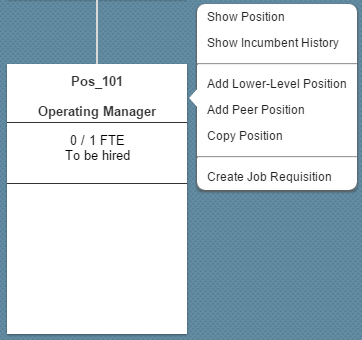 Pos_101
Operating Manager
0 / 1 FTE
To be hired
Show Position
Show Incumbent History
Add Lower-Level Position
Add Peer Position
Copy Position
Create Job Requisition